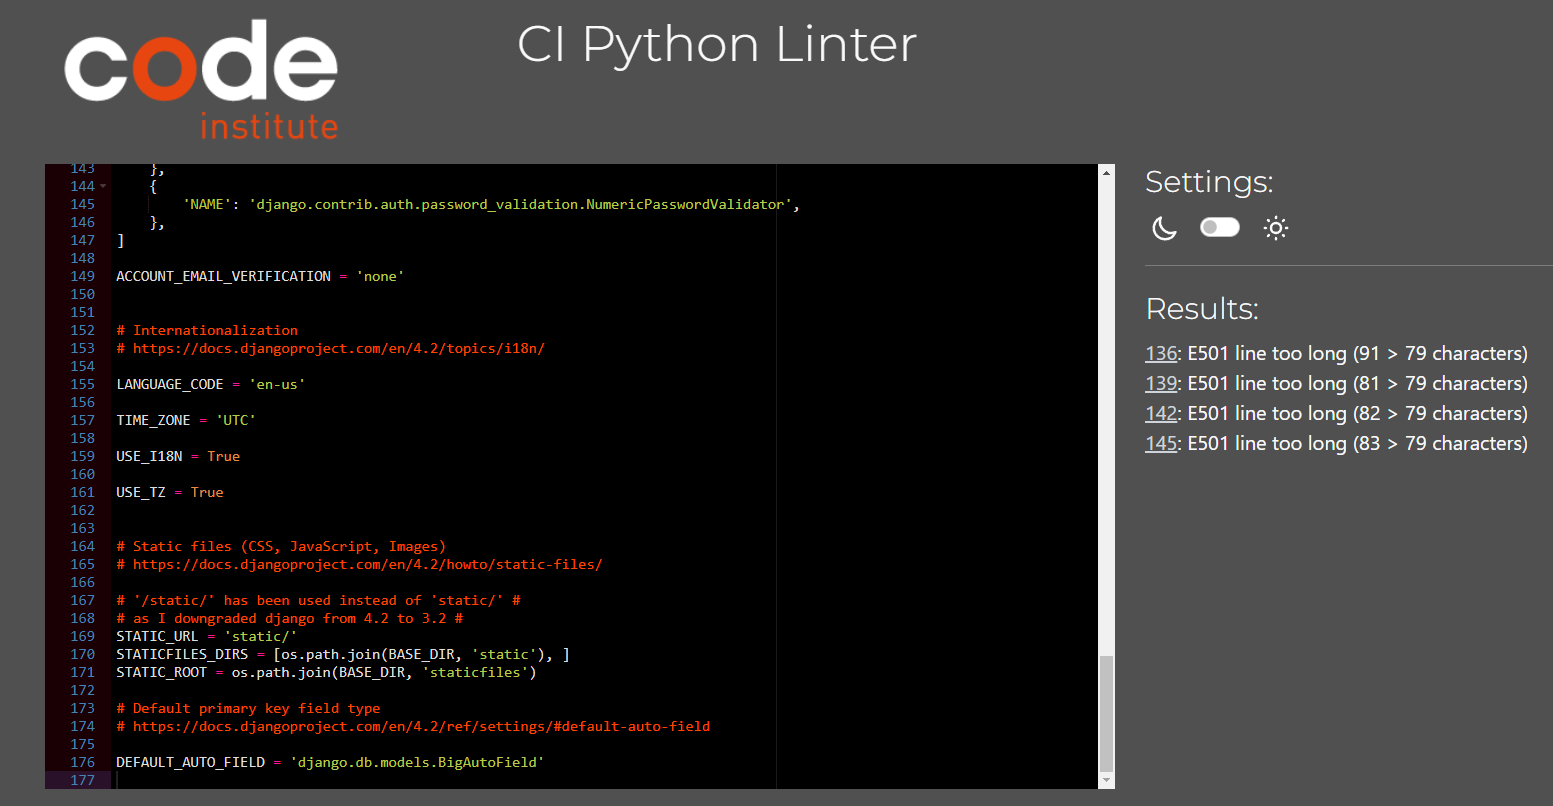 code
institute
CI Python Linter
143 },
144 {
145 'NAME': 'django.contrib.auth.password_validation.NumericPasswordValidator',
146 },
147 ]
148
149 ACCOUNT_EMAIL_VERIFICATION = 'none'
150
151
152 # Internationalization
153 # https://docs.djangoproject.com/en/4.2/topics/i18n/
154
155 LANGUAGE_CODE = 'en-us'
156
157 TIME_ZONE = 'UTC'
158
159 USE_I18N = True
160
161 USE_TZ = True
162
163
164 # Static files (CSS, JavaScript, Images)
165 # https://docs.djangoproject.com/en/4.2/howto/static-files/
166
167 # '/static/' has been used instead of 'static/' #
168 # as I downgraded django from 4.2 to 3.2 #
169 STATIC_URL = 'static/'
170 STATICFILES_DIRS = [os.path.join(BASE_DIR, 'static'), ]
171 STATIC_ROOT = os.path.join(BASE_DIR, 'staticfiles')
172
173 # Default primary key field type
174 # https://docs.djangoproject.com/en/4.2/ref/settings/#default-auto-field
175
176 DEFAULT_AUTO_FIELD = 'django.db.models.BigAutoField'
177
Settings:
Results:
136: E501 line too long (91 > 79 characters)
139: E501 line too long (81 > 79 characters)
142: E501 line too long (82 > 79 characters)
145: E501 line too long (83 > 79 characters)